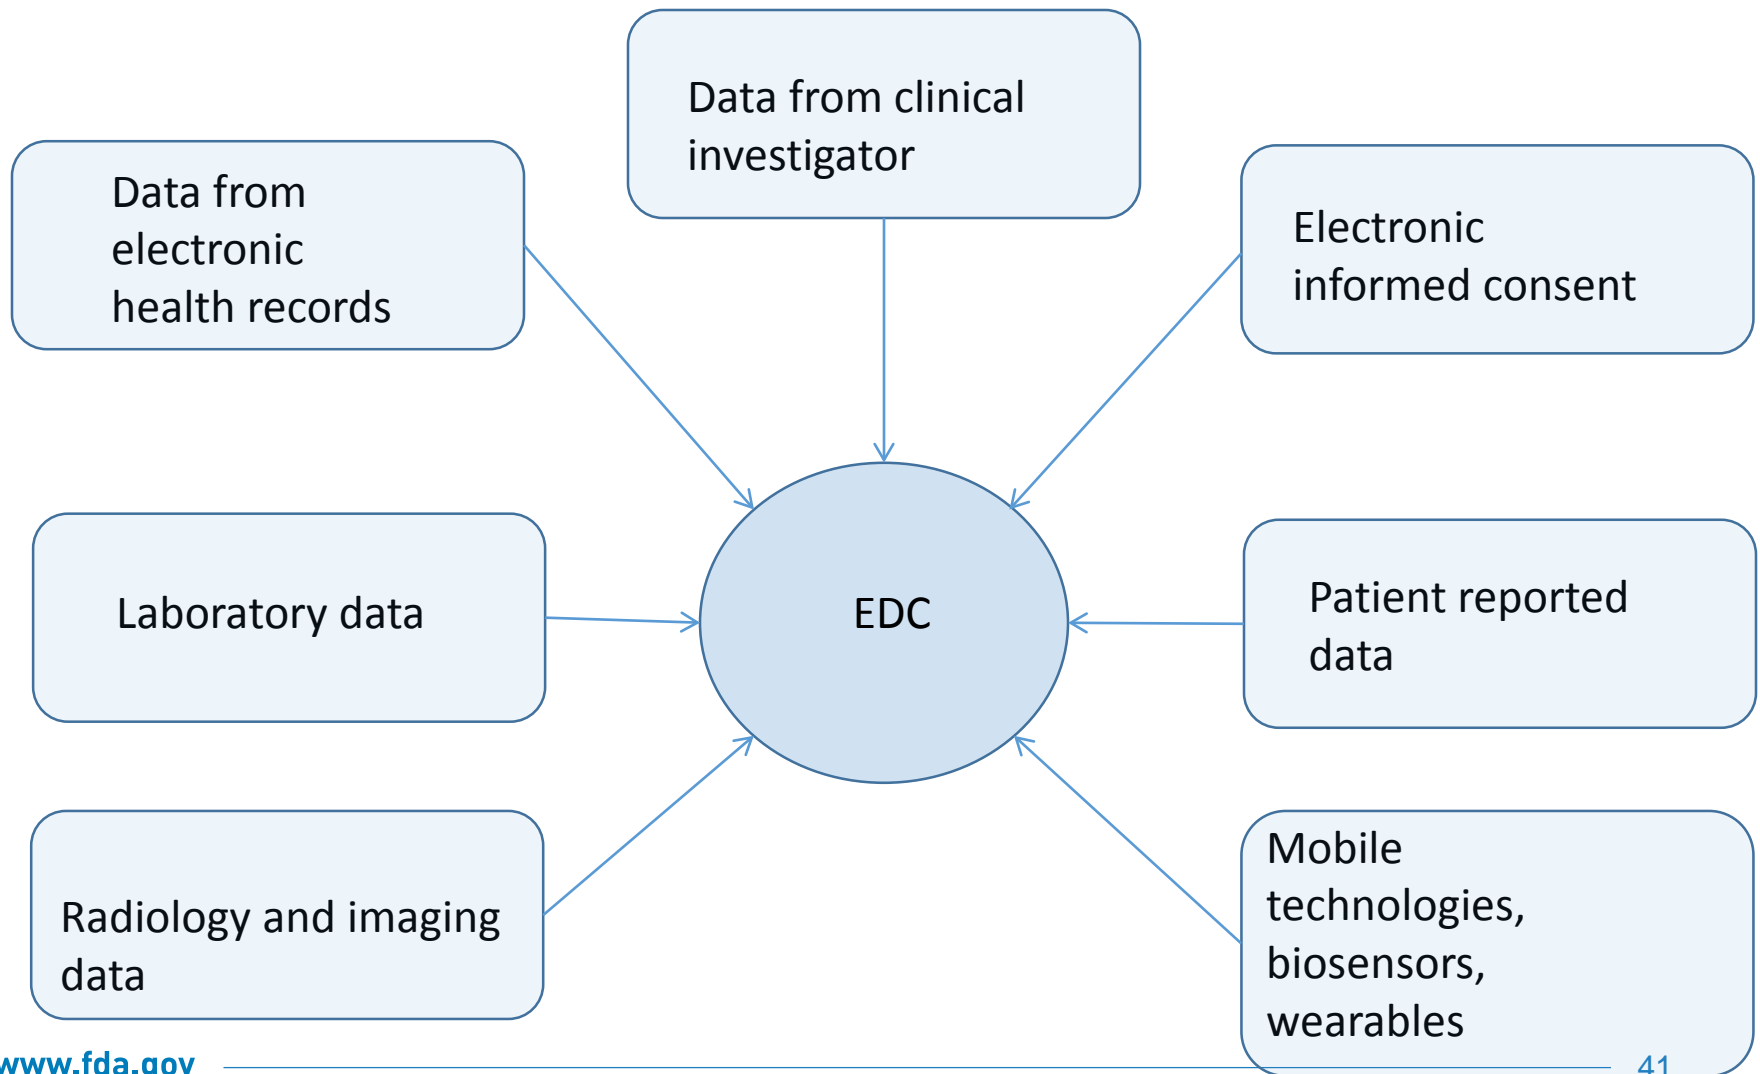 Data from clinical
investigator
Data from
electronic
health records
Electronic
informed consent
Laboratory data
EDC
Patient reported
data
Radiology and imaging
data
Mobile
technologies,
biosensors,
wearables
www.fda.gov
41